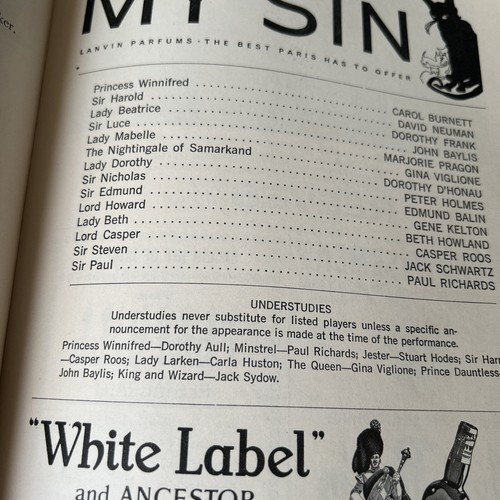 ker.
MY SIN
LANVIN PARFUMS · THE BEST PARIS HAS TO OFFER
Princess Winnifred .......... CAROL BURNETT
Sir Harold .......... DAVID NEUMAN
Lady Beatrice .......... DOROTHY FRANK
Sir Luce .......... JOHN BAYLIS
Lady Mabelle .......... MARJORIE PRAGON
The Nightingale of Samarkand .......... GINA VIGLIONE
Lady Dorothy .......... DOROTHY D'HONAU
Sir Nicholas .......... PETER HOLMES
Sir Edmund .......... EDMUND BALIN
Lord Howard .......... GENE KELTON
Lady Beth .......... BETH HOWLAND
Lord Casper .......... CASPER ROOS
Sir Steven .......... JACK SCHWARTZ
Sir Paul .......... PAUL RICHARDS
UNDERSTUDIES
Understudies never substitute for listed players unless a specific an-
nouncement for the appearance is made at the time of the performance.
Princess Winnifred—Dorothy Aull; Minstrel—Paul Richards; Jester—Stuart Hodes; Sir Harr
—Casper Roos; Lady Larken—Carla Huston; The Queen—Gina Viglione; Prince Dauntless
John Baylis; King and Wizard—Jack Sydow.
"White Label"
and ANCESTOR